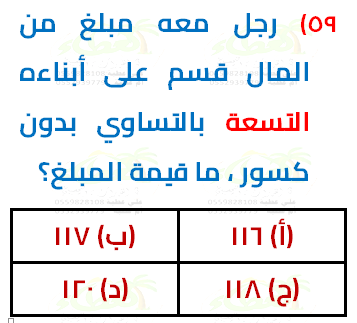 ٥٩) رجل معه مبلغ من
المال قسم على أبناءه
التسعة بالتساوي بدون
كسور ، ما قيمة المبلغ؟
(أ) ١١٦
(ب) ١١٧
(ج) ١١٨
(د) ١٢٠